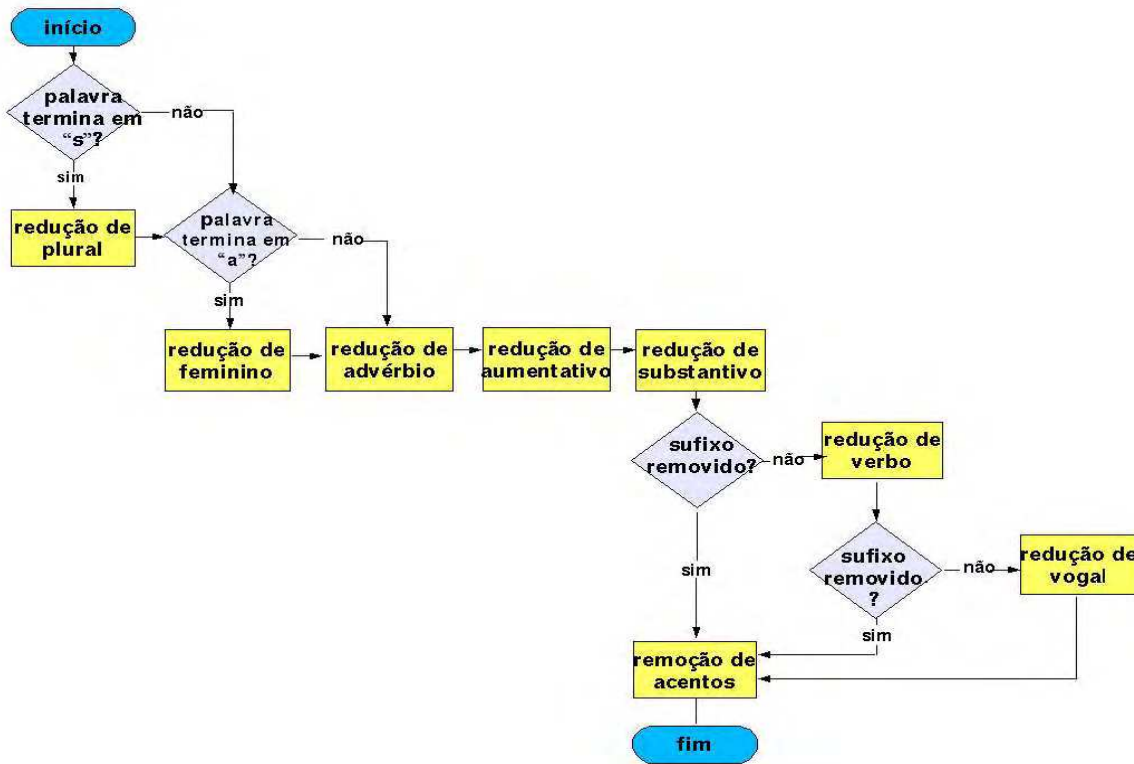 início
palavra
termina em
“s”?
não
sim
redução de
plural
palavra
termina em
“a”?
não
sim
redução de
feminino
redução de
advérbio
redução de
aumentativo
redução de
substantivo
sufixo
removido?
não
redução de
verbo
sim
sufixo
removido
?
não
redução de
vogal
sim
remoção de
acentos
fim